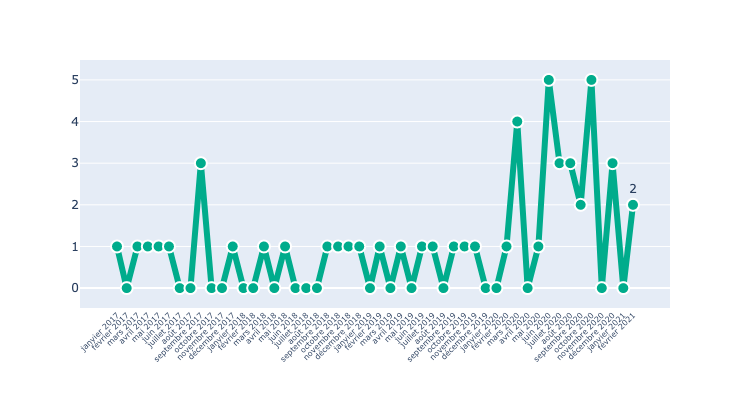 5
4
3
2
1
0
2
janvier 2017
février 2017
mars 2017
avril 2017
mai 2017
juin 2017
juillet 2017
août 2017
septembre 2017
octobre 2017
novembre 2017
décembre 2017
janvier 2018
février 2018
mars 2018
avril 2018
mai 2018
juin 2018
juillet 2018
août 2018
septembre 2018
octobre 2018
novembre 2018
décembre 2018
janvier 2019
février 2019
mars 2019
avril 2019
mai 2019
juin 2019
juillet 2019
août 2019
septembre 2019
octobre 2019
novembre 2019
décembre 2019
janvier 2020
février 2020
mars 2020
avril 2020
mai 2020
juin 2020
juillet 2020
août 2020
septembre 2020
octobre 2020
novembre 2020
décembre 2020
janvier 2021
février 2021